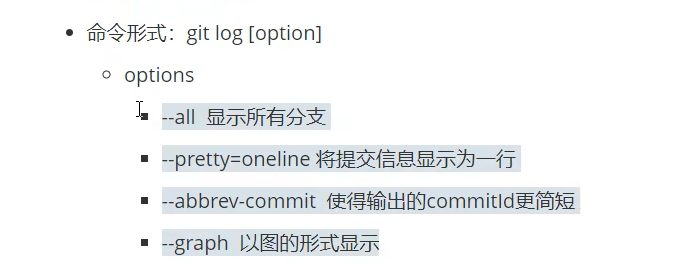 命令形式：git log [option]
options
--all 显示所有分支
--pretty=oneline 将提交信息显示为一行
--abbrev-commit 使得输出的commitId更简短
--graph 以图的形式显示